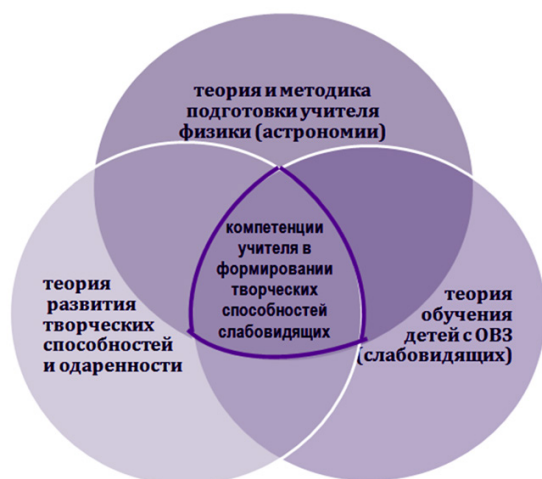 теория и методика
подготовки учителя
физики (астрономии)
компетенции
учителя в
формировании
творческих
способностей
слабовидящих
теория
развития
творческих
способностей
и одаренности
теория
обучения
детей с ОВЗ
(слабовидящих)